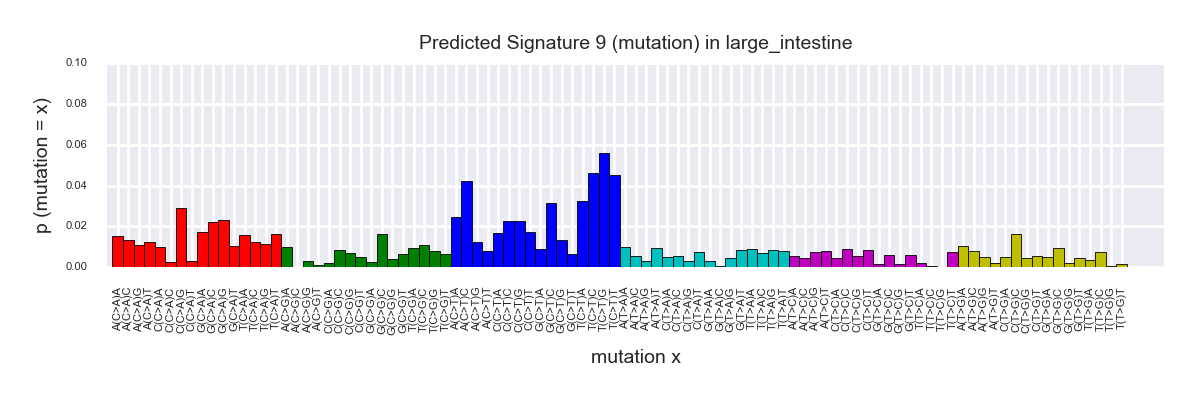 Predicted Signature 9 (mutation) in large_intestine
p (mutation = x)
0.10
0.08
0.06
0.04
0.02
0.00
A(C>A)A
A(C>A)C
A(C>A)G
A(C>A)T
C(C>A)A
C(C>A)C
C(C>A)G
C(C>A)T
G(C>A)A
G(C>A)C
G(C>A)G
G(C>A)T
T(C>A)A
T(C>A)C
T(C>A)G
T(C>A)T
A(C>G)A
A(C>G)C
A(C>G)G
A(C>G)T
C(C>G)A
C(C>G)C
C(C>G)G
C(C>G)T
G(C>G)A
G(C>G)C
G(C>G)G
G(C>G)T
T(C>G)A
T(C>G)C
T(C>G)G
T(C>G)T
A(C>T)A
A(C>T)C
A(C>T)G
A(C>T)T
C(C>T)A
C(C>T)C
C(C>T)G
C(C>T)T
G(C>T)A
G(C>T)C
G(C>T)G
G(C>T)T
T(C>T)A
T(C>T)C
T(C>T)G
T(C>T)T
A(T>A)A
A(T>A)C
A(T>A)G
A(T>A)T
C(T>A)A
C(T>A)C
C(T>A)G
C(T>A)T
G(T>A)A
G(T>A)C
G(T>A)G
G(T>A)T
T(T>A)A
T(T>A)C
T(T>A)G
T(T>A)T
A(T>C)A
A(T>C)C
A(T>C)G
A(T>C)T
C(T>C)A
C(T>C)C
C(T>C)G
C(T>C)T
G(T>C)A
G(T>C)C
G(T>C)G
G(T>C)T
T(T>C)A
T(T>C)C
T(T>C)G
T(T>C)T
A(T>G)A
A(T>G)C
A(T>G)G
A(T>G)T
C(T>G)A
C(T>G)C
C(T>G)G
C(T>G)T
G(T>G)A
G(T>G)C
G(T>G)G
G(T>G)T
T(T>G)A
T(T>G)C
T(T>G)G
T(T>G)T
mutation x